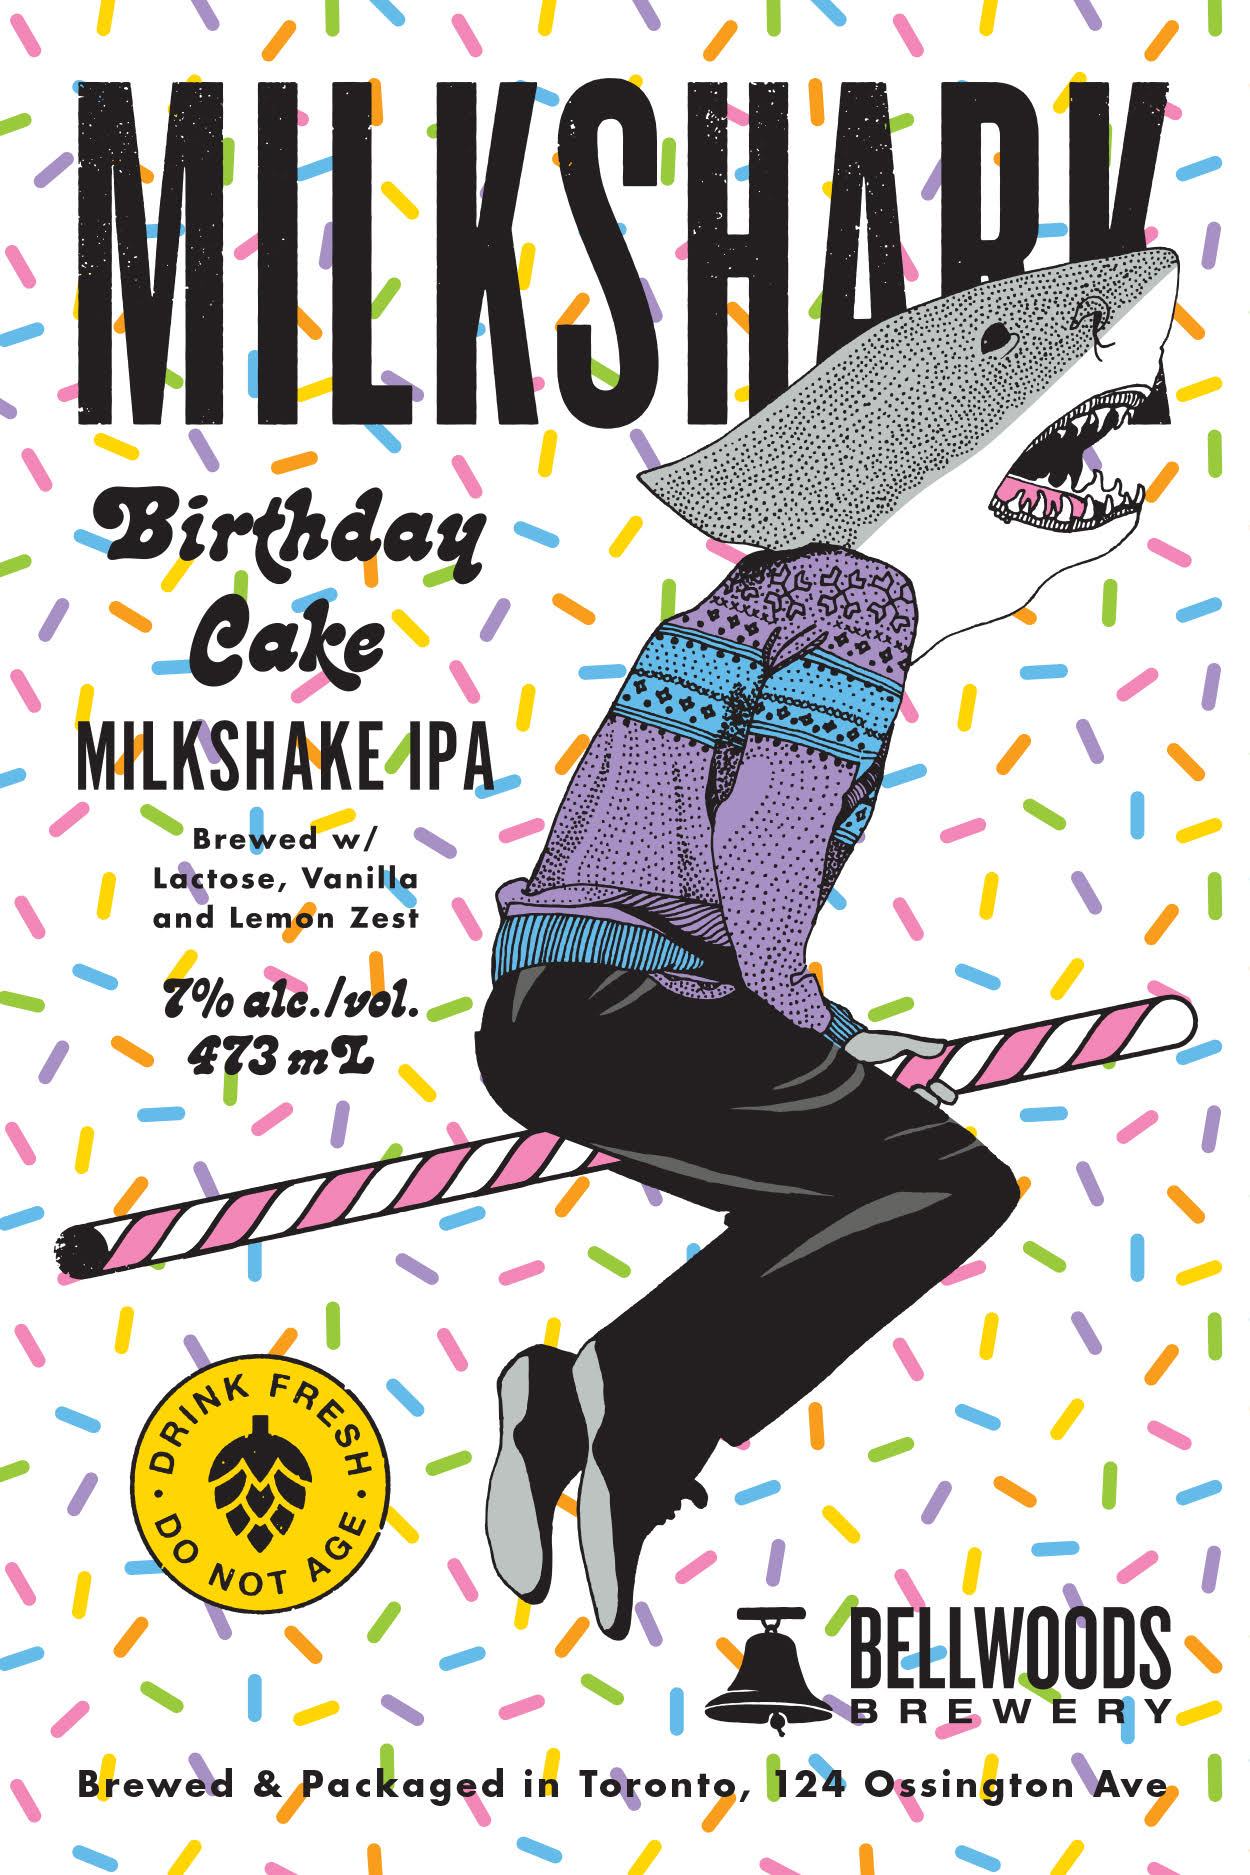 MILKSHARK
Birthday
Cake
MILKSHAKE IPA
Brewed w/
Lactose, Vanilla
and Lemon Zest
7% alc./vol.
473 mL
• DRINK FRESH •
DO NOT AGE
BELLWOODS
BREWERY
Brewed & Packaged in Toronto, 124 Ossington Ave